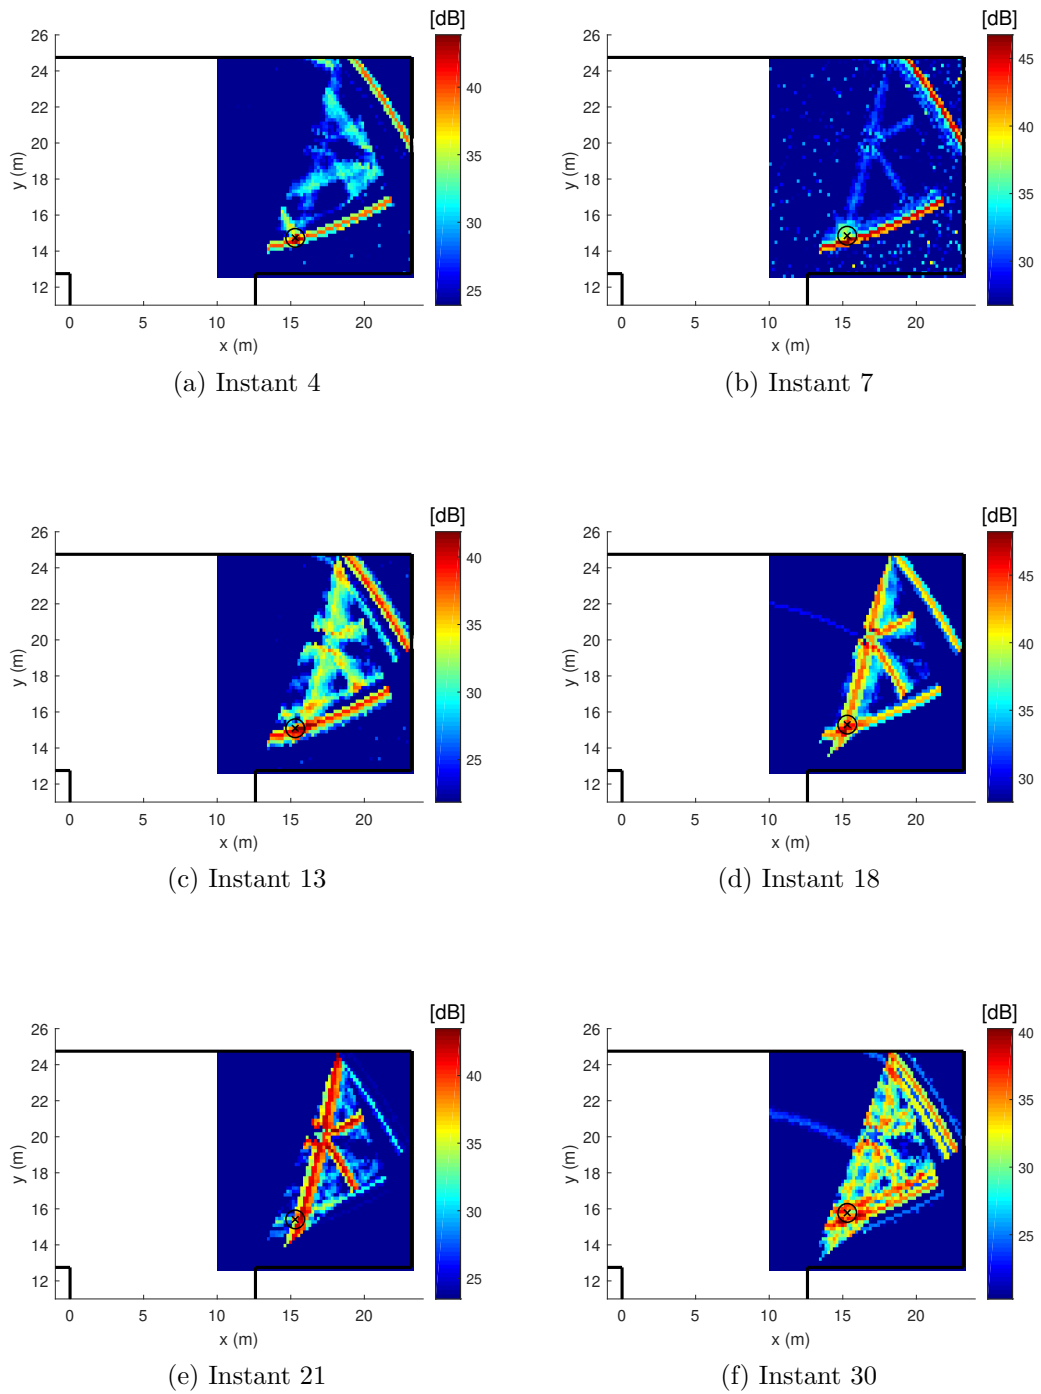 [dB] [dB]
26 26
24 45 24
40 22 22
20 40 20
35 18 18
y (m) y (m)
16 35 16
30 14 14
12 30 12
25
0 5 10 15 20 0 5 10 15 20
x (m) x (m)
(a) Instant 4 (b) Instant 7
[dB] [dB]
26 26
24 40 24 45
22 22
20 35 20 40
y (m) y (m)
18 18
16 30 16 35
14 14
12 25 12 30
0 5 10 15 20 0 5 10 15 20
x (m) x (m)
(c) Instant 13 (d) Instant 18
[dB] [dB]
26 26
24 40 24 40
22 22
20 35 20 35
y (m) y (m)
18 18
16 30 16 30
14 14
12 25 12 25
0 5 10 15 20 0 5 10 15 20
x (m) x (m)
(e) Instant 21 (f) Instant 30